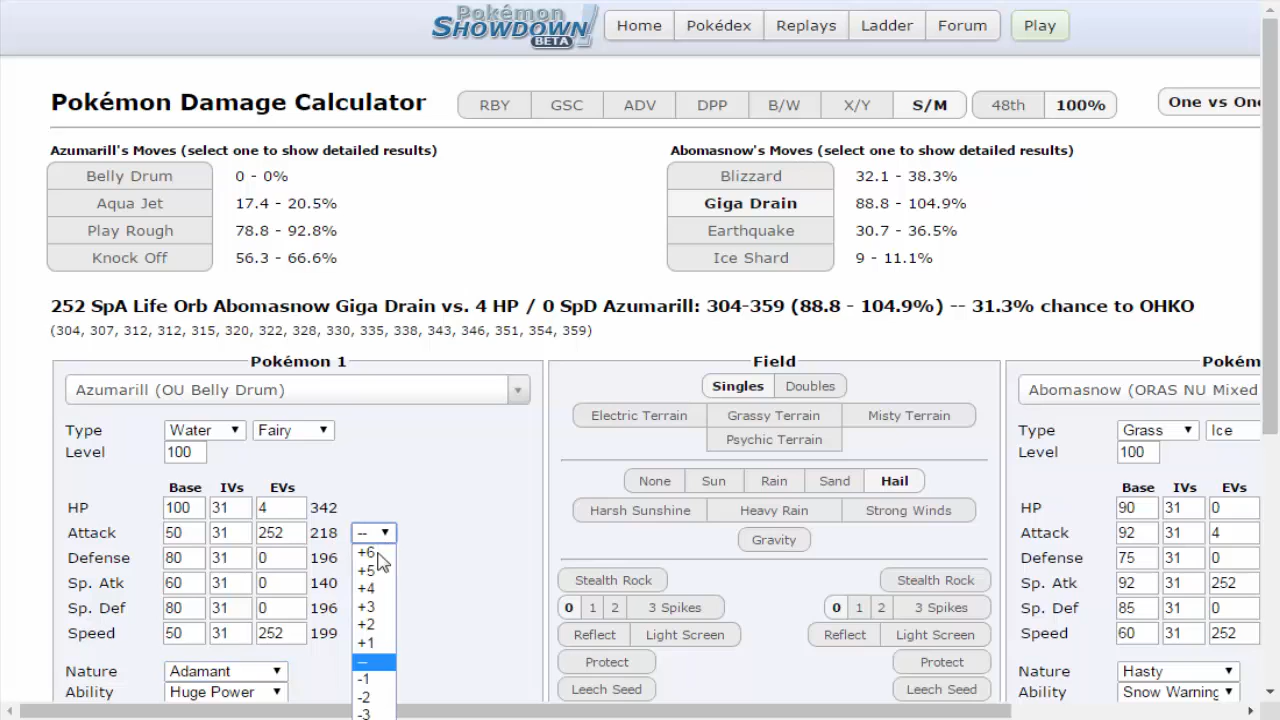 Pokémon
SHOWDOWN
BETA
Home Pokédex Replays Ladder Forum Play
Pokémon Damage Calculator RBY GSC ADV DPP B/W X/Y S/M 48th 100% One vs One
Azumarill's Moves (select one to show detailed results) Abomasnow's Moves (select one to show detailed results)
Belly Drum 0 - 0% Blizzard 32.1 - 38.3%
Aqua Jet 17.4 - 20.5% Giga Drain 88.8 - 104.9%
Play Rough 78.8 - 92.8% Earthquake 30.7 - 36.5%
Knock Off 56.3 - 66.6% Ice Shard 9 - 11.1%
252 SpA Life Orb Abomasnow Giga Drain vs. 4 HP / 0 SpD Azumarill: 304-359 (88.8 - 104.9%) -- 31.3% chance to OHKO
(304, 307, 312, 312, 315, 320, 322, 328, 330, 335, 338, 343, 346, 351, 354, 359)
Pokémon 1 Field Pokém
Azumarill (OU Belly Drum) Singles Doubles Abomasnow (ORAS NU Mixed
Electric Terrain Grassy Terrain Misty Terrain
Psychic Terrain
Type Water Fairy Type Grass Ice
Level 100 Level 100
None Sun Rain Sand Hail
Base IVs EVs Base IVs EVs
HP 100 31 4 342 Harsh Sunshine Heavy Rain Strong Winds HP 90 31 0
Attack 50 31 252 218 -- Gravity Attack 92 31 4
+6
Defense 80 31 0 196 Defense 75 31 0
+5
Sp. Atk 60 31 0 140 +4 Stealth Rock Stealth Rock Sp. Atk 92 31 252
Sp. Def 80 31 0 196 +3 0 1 2 3 Spikes 0 1 2 3 Spikes Sp. Def 85 31 0
+2
Speed 50 31 252 199 +1 Reflect Light Screen Reflect Light Screen Speed 60 31 252
--
Protect Protect
Nature Adamant -1 Nature Hasty
Ability Huge Power -2 Leech Seed Leech Seed Ability Snow Warning
-3